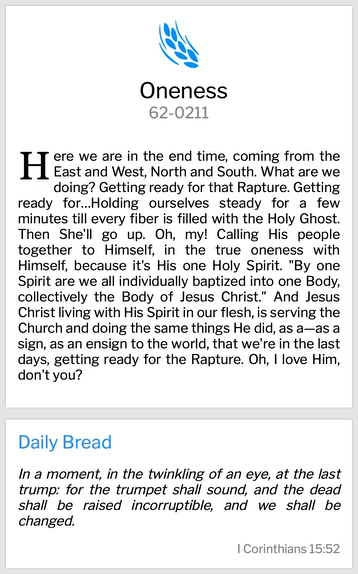 Oneness
62-0211
Here we are in the end time, coming from the
East and West, North and South. What are we
doing? Getting ready for that Rapture. Getting
ready for...Holding ourselves steady for a few
minutes till every fiber is filled with the Holy Ghost.
Then She'll go up. Oh, my! Calling His people
together to Himself, in the true oneness with
Himself, because it's His one Holy Spirit. "By one
Spirit are we all individually baptized into one Body,
collectively the Body of Jesus Christ." And Jesus
Christ living with His Spirit in our flesh, is serving the
Church and doing the same things He did, as a—as a
sign, as an ensign to the world, that we're in the last
days, getting ready for the Rapture. Oh, I love Him,
don't you?
Daily Bread
In a moment, in the twinkling of an eye, at the last
trump: for the trumpet shall sound, and the dead
shall be raised incorruptible, and we shall be
changed.
I Corinthians 15:52